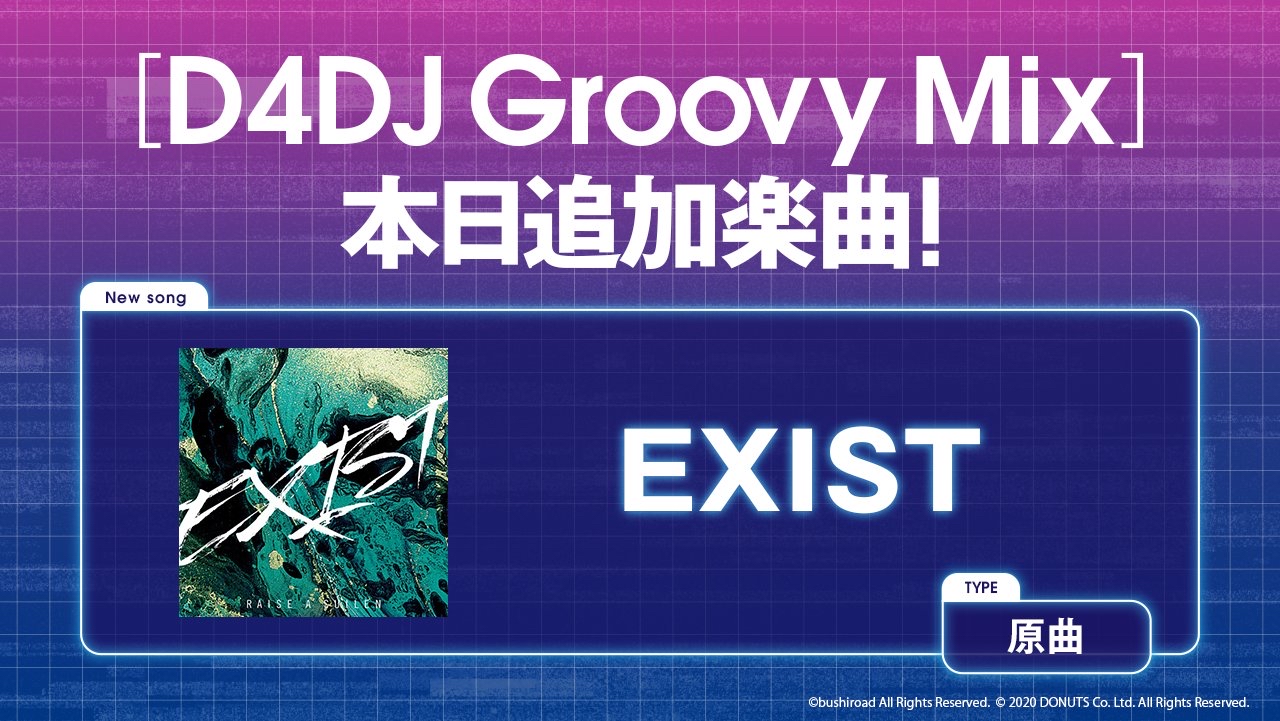 [D4DJ Groovy Mix]
本日追加楽曲!
New song
EXIST
RAISE A SUILEN
EXIST
TYPE
原曲
©bushiroad All Rights Reserved. © 2020 DONUTS Co. Ltd. All Rights Reserved.